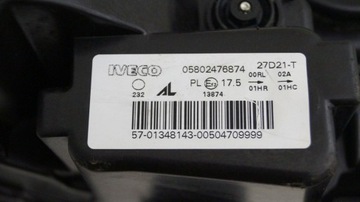 IVECO 05802476874 27D21-T
232 AL PL 17.5 00RL 02A
13874 01HR 01HC
57-01348143-00504709999